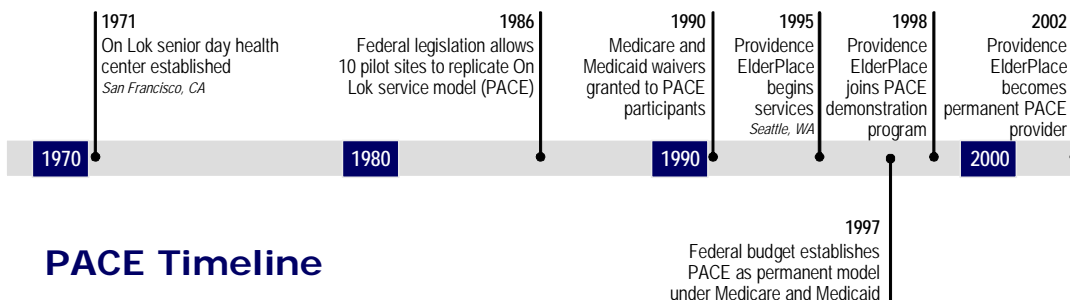 1971
On Lok senior day health
center established
San Francisco, CA
1986
Federal legislation allows
10 pilot sites to replicate On
Lok service model (PACE)
1990
Medicare and
Medicaid waivers
granted to PACE
participants
1995
Providence
ElderPlace
begins
services
Seattle, WA
1998
Providence
ElderPlace
joins PACE
demonstration
program
2002
Providence
ElderPlace
becomes
permanent PACE
provider
1970
1980
1990
2000
1997
Federal budget establishes
PACE as permanent model
under Medicare and Medicaid
PACE Timeline